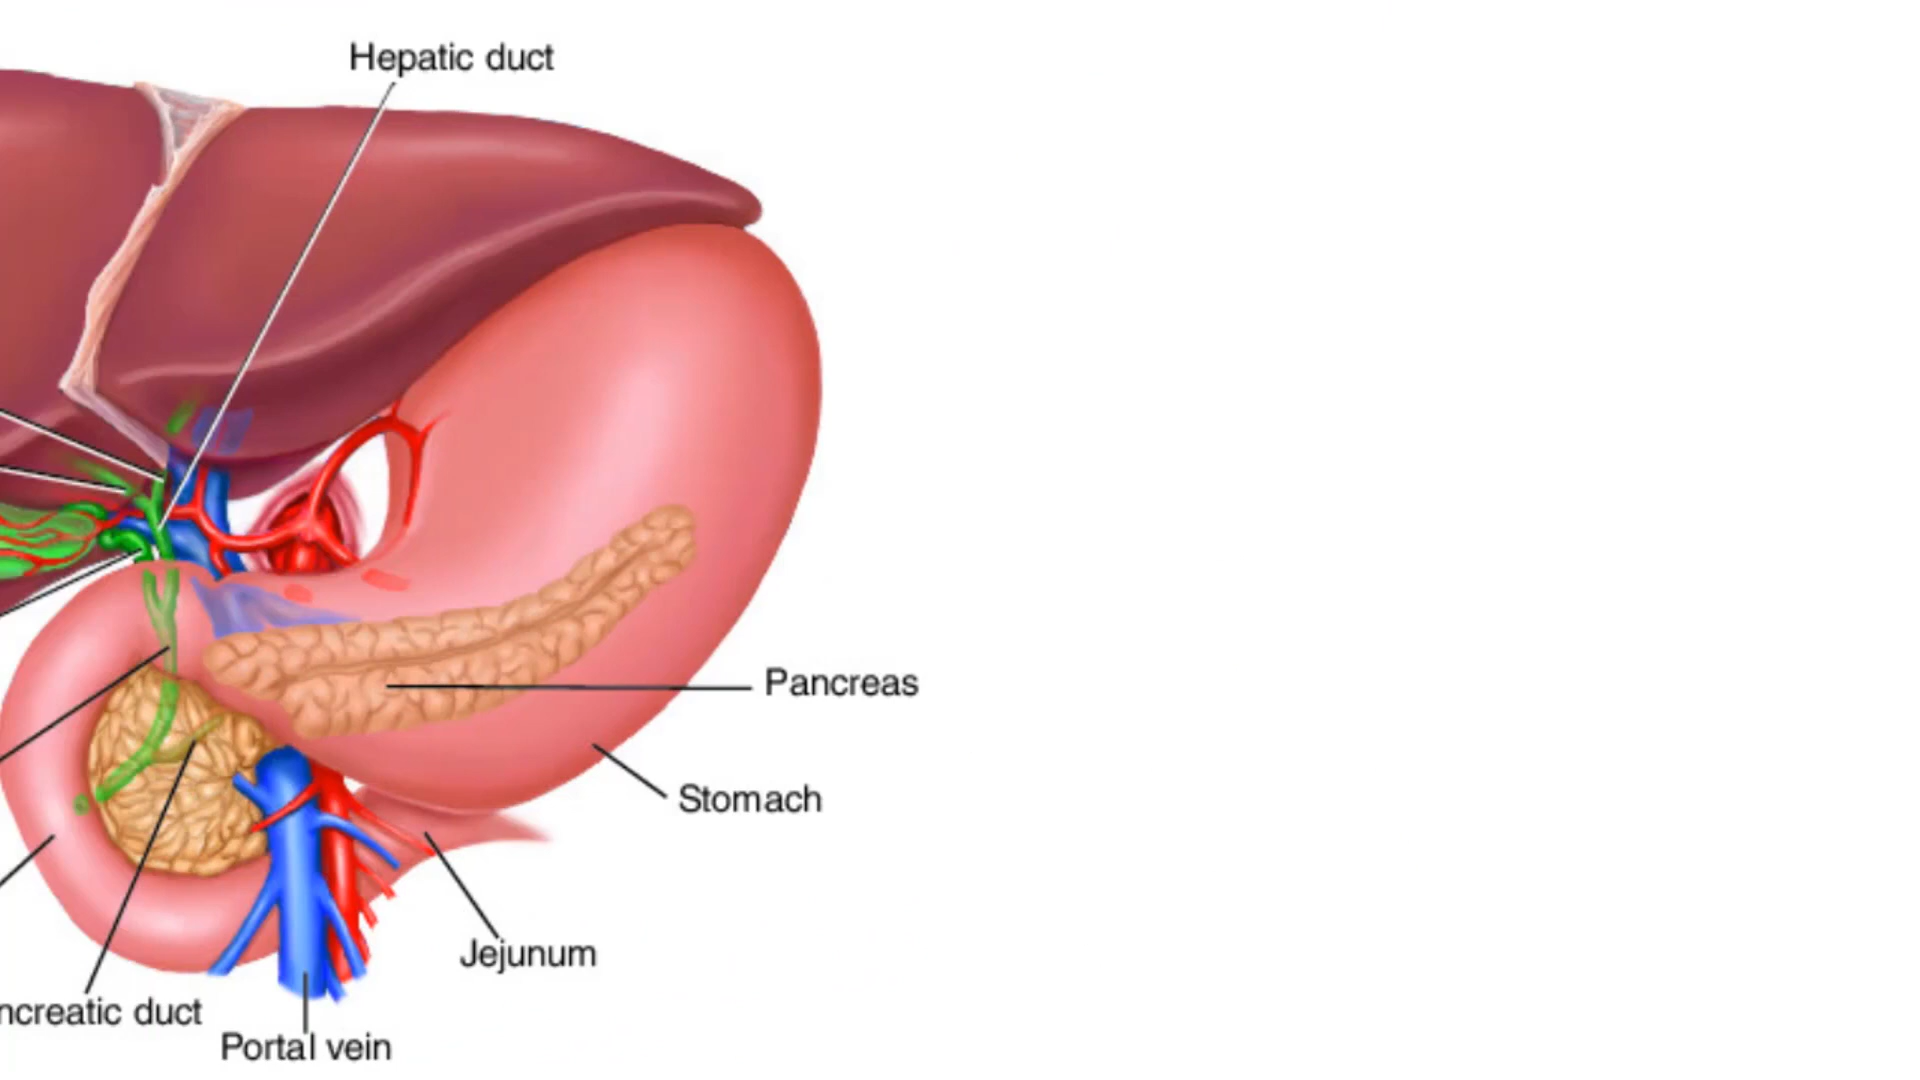 Hepatic duct
Pancreas
Stomach
Jejunum
ncreatic duct
Portal vein